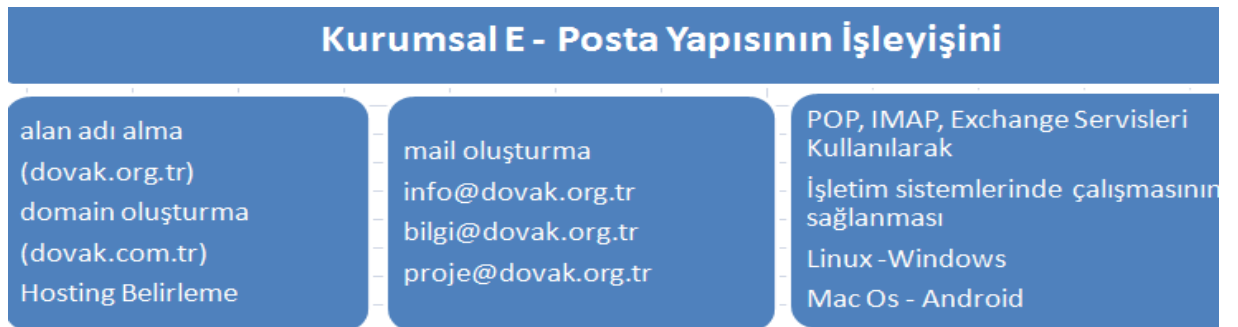 Kurumsal E - Posta Yapısının İşleyişini
alan adı alma
(dovak.org.tr)
domain oluşturma
(dovak.com.tr)
Hosting Belirleme
mail oluşturma
info@dovak.org.tr
bilgi@dovak.org.tr
proje@dovak.org.tr
POP, IMAP, Exchange Servisleri
Kullanılarak
İşletim sistemlerinde çalışmasının
sağlanması
Linux -Windows
Mac Os - Android